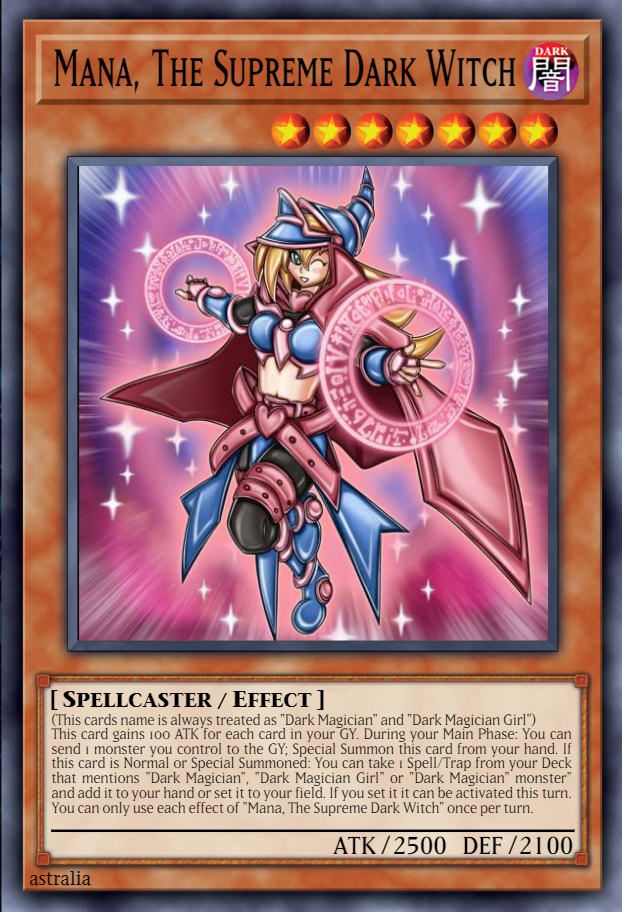 Mana, The Supreme Dark Witch
DARK
闇
[ Spellcaster / Effect ]
(This cards name is always treated as "Dark Magician" and "Dark Magician Girl")
This card gains 100 ATK for each card in your GY. During your Main Phase: You can
send 1 monster you control to the GY; Special Summon this card from your hand. If
this card is Normal or Special Summoned: You can take 1 Spell/Trap from your Deck
that mentions "Dark Magician", "Dark Magician Girl" or "Dark Magician" monster"
and add it to your hand or set it to your field. If you set it it can be activated this turn.
You can only use each effect of "Mana, The Supreme Dark Witch" once per turn.
ATK/2500 DEF/2100
astralia